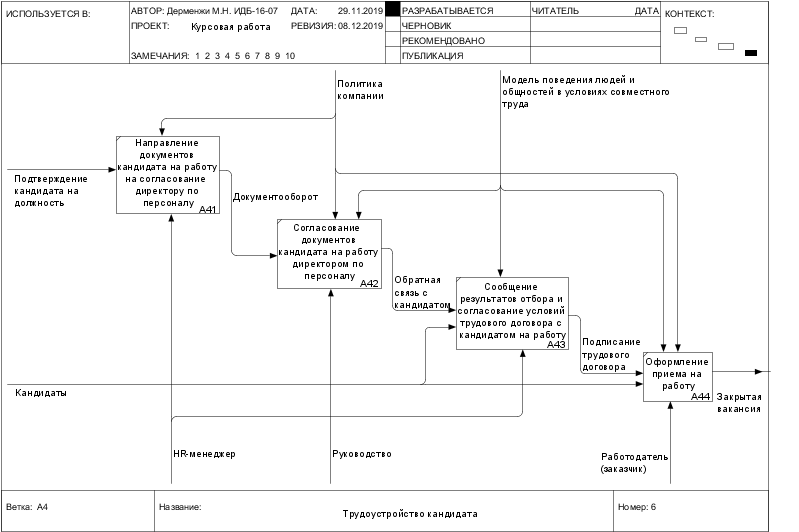 ИСПОЛЬЗУЕТСЯ В:
АВТОР: Дерменжи М.Н. ИДБ-16-07
ДАТА: 29.11.2019
РАЗРАБАТЫВАЕТСЯ
ЧИТАТЕЛЬ
ДАТА
КОНТЕКСТ:
ПРОЕКТ: Курсовая работа
РЕВИЗИЯ: 08.12.2019
ЧЕРНОВИК
РЕКОМЕНДОВАНО
ЗАМЕЧАНИЯ: 1 2 3 4 5 6 7 8 9 10
ПУБЛИКАЦИЯ
Политика
компании
Модель поведения людей и
общностей в условиях совместного
труда
Направление
документов
кандидата на работу
на согласование
директору по
персоналу
A41
Подтверждение
кандидата на
должность
Документооборот
Согласование
документов
кандидата на работу
директором по
персоналу
A42
Обратная
связь с
кандидатом
Сообщение
результатов отбора и
согласование условий
трудового договора с
кандидатом на работу
A43
Подписание
трудового
договора
Оформление
приема на
работу
A44
Закрытая
вакансия
Кандидаты
HR-менеджер
Руководство
Работодатель
(заказчик)
Ветка: A4
Название:
Трудоустройство кандидата
Номер: 6